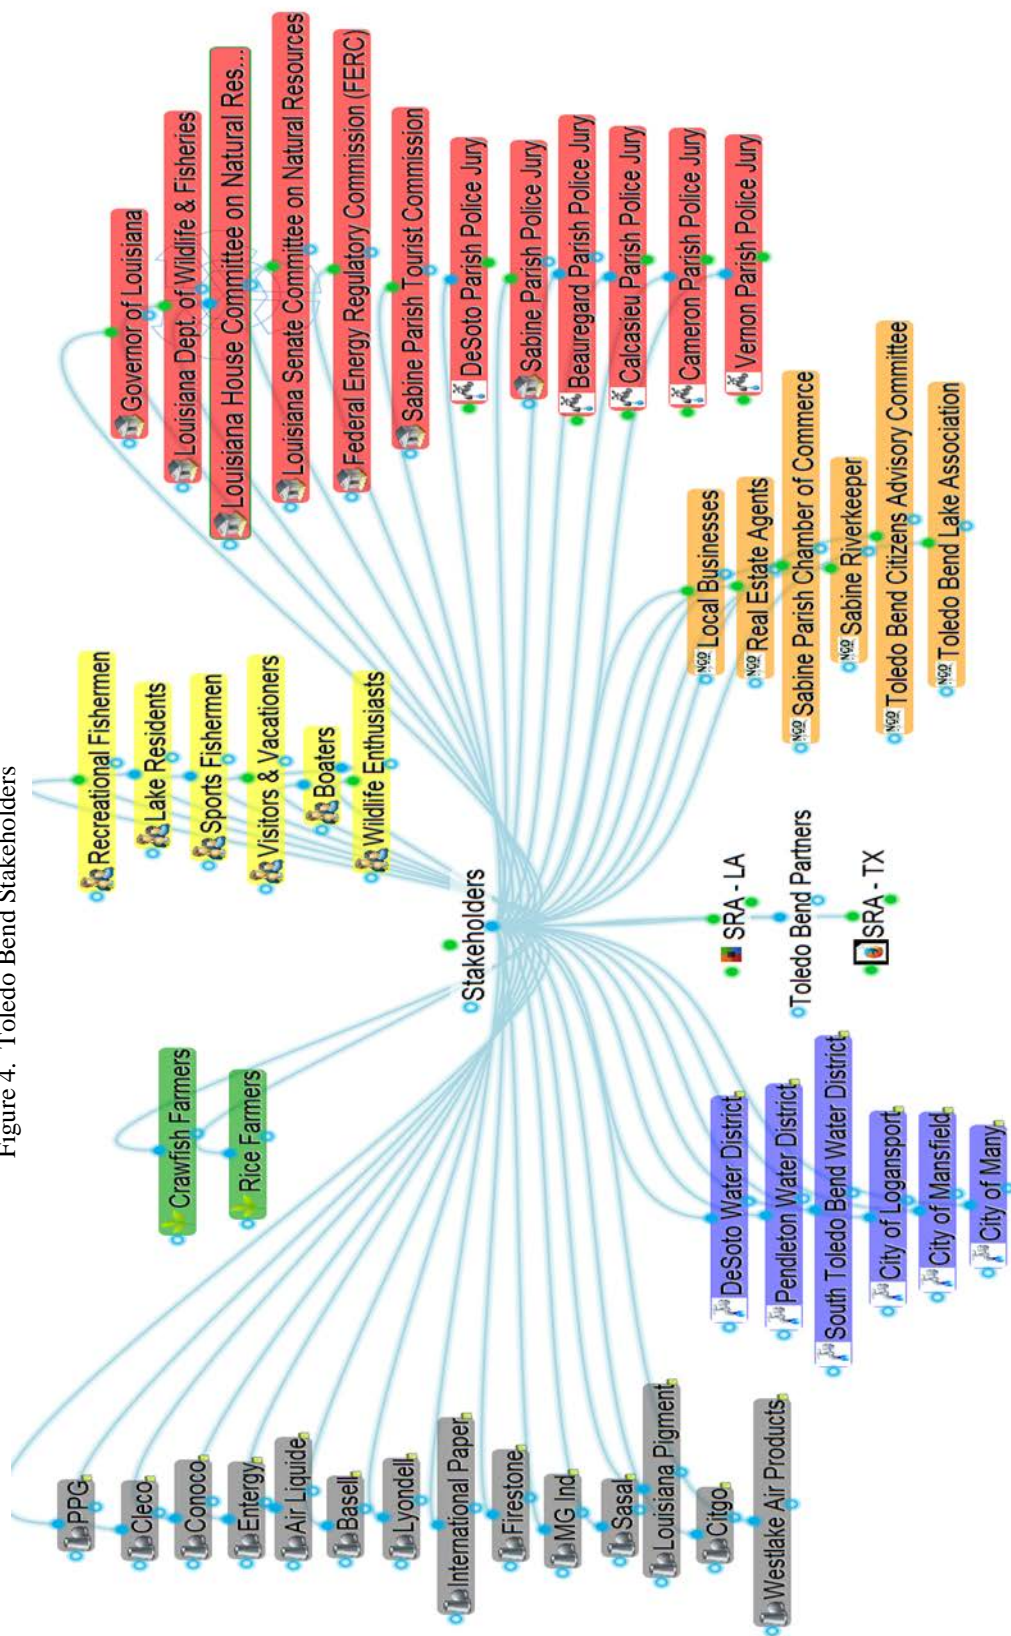 Figure 4. Toledo Bend Stakeholders
PPG
Cleco
Conoco
Entergy
Air Liquide
Basell
Lyondell
International Paper
Firestone
MG Ind
Sasal
Louisiana Pigment
Citgo
Westlake Air Products
Crawfish Farmers
Rice Farmers
DeSoto Water District
Pendleton Water District
South Toledo Bend Water District
City of Logansport
City of Mansfield
City of Many
Stakeholders
SRA - LA
Toledo Bend Partners
SRA - TX
Recreational Fishermen
Lake Residents
Sports Fishermen
Visitors & Vacationers
Boaters
Wildlife Enthusiasts
NGO Local Businesses
NGO Real Estate Agents
NGO Sabine Parish Chamber of Commerce
NGO Sabine Riverkeeper
NGO Toledo Bend Citizens Advisory Committee
NGO Toledo Bend Lake Association
Governor of Louisiana
Louisiana Dept. of Wildlife & Fisheries
Louisiana House Committee on Natural Res...
Louisiana Senate Committee on Natural Resources
Federal Energy Regulatory Commission (FERC)
Sabine Parish Tourist Commission
DeSoto Parish Police Jury
Sabine Parish Police Jury
Beauregard Parish Police Jury
Calcasieu Parish Police Jury
Cameron Parish Police Jury
Vernon Parish Police Jury